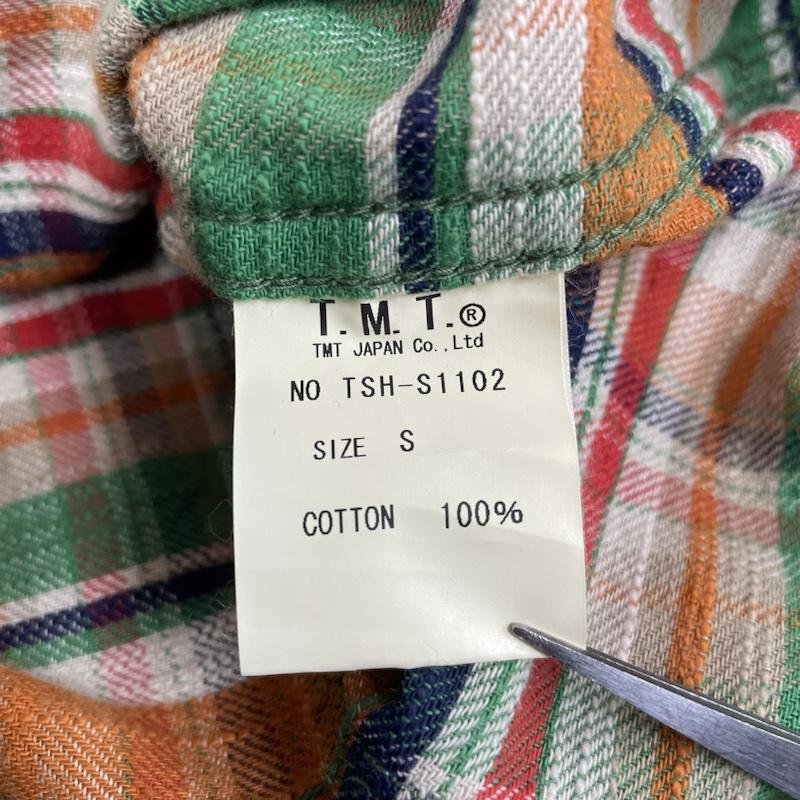 T. M. T.®
TMT JAPAN Co.,Ltd
NO TSH-S1102
SIZE S
COTTON 100%